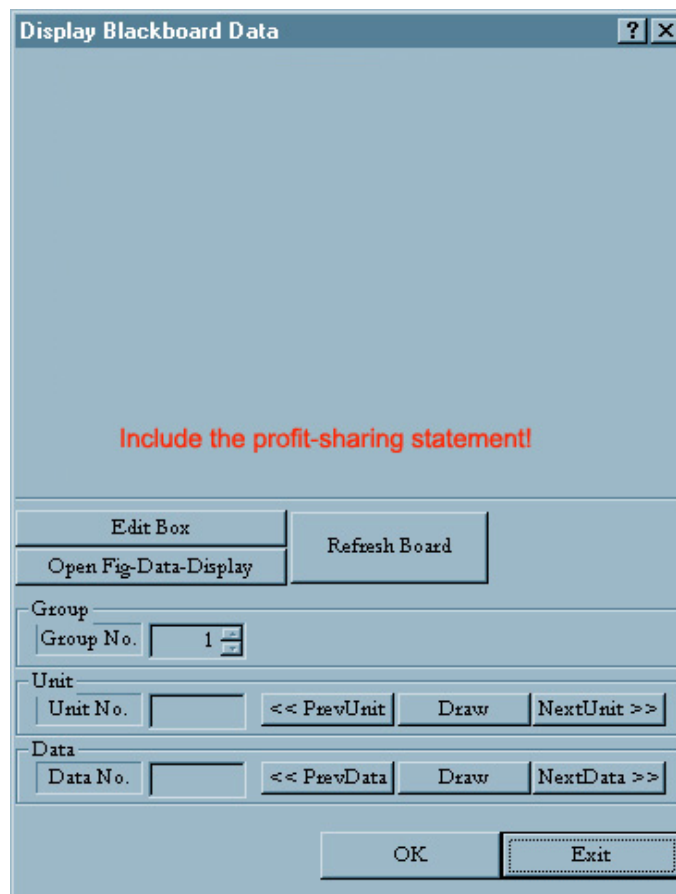 Display Blackboard Data
Include the profit-sharing statement!
Edit Box
Refresh Board
Open Fig-Data-Display
Group
Group No. 1
Unit
Unit No. << PrevUnit Draw NextUnit >>
Data
Data No. << PrevData Draw NextData >>
OK Exit